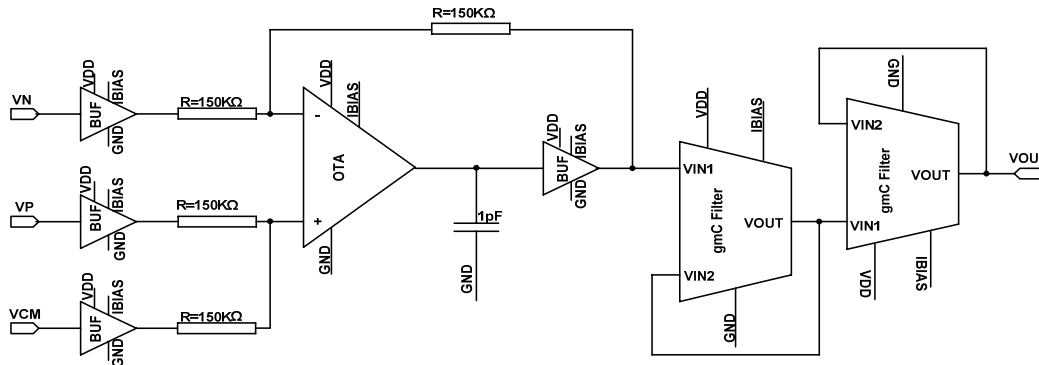 R=150KΩ
VN
VDD
IBIAS
BUF
GND
R=150KΩ
VDD
IBIAS
-
OTA
+
GND
VP
VDD
IBIAS
BUF
GND
R=150KΩ
VCM
VDD
IBIAS
BUF
GND
R=150KΩ
1pF
GND
VDD
IBIAS
BUF
GND
VDD
IBIAS
VIN1
gmC Filter
VOUT
VIN2
GND
GND
VIN2
gmC Filter
VOUT
VIN1
VDD
IBIAS
VOU